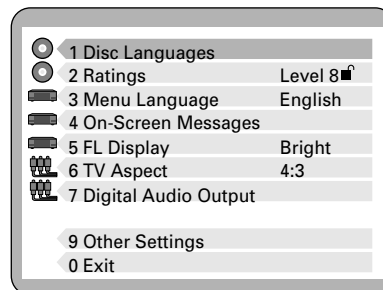 1 Disc Languages
2 Ratings Level 8
3 Menu Language English
4 On-Screen Messages
5 FL Display Bright
6 TV Aspect 4:3
7 Digital Audio Output
9 Other Settings
0 Exit